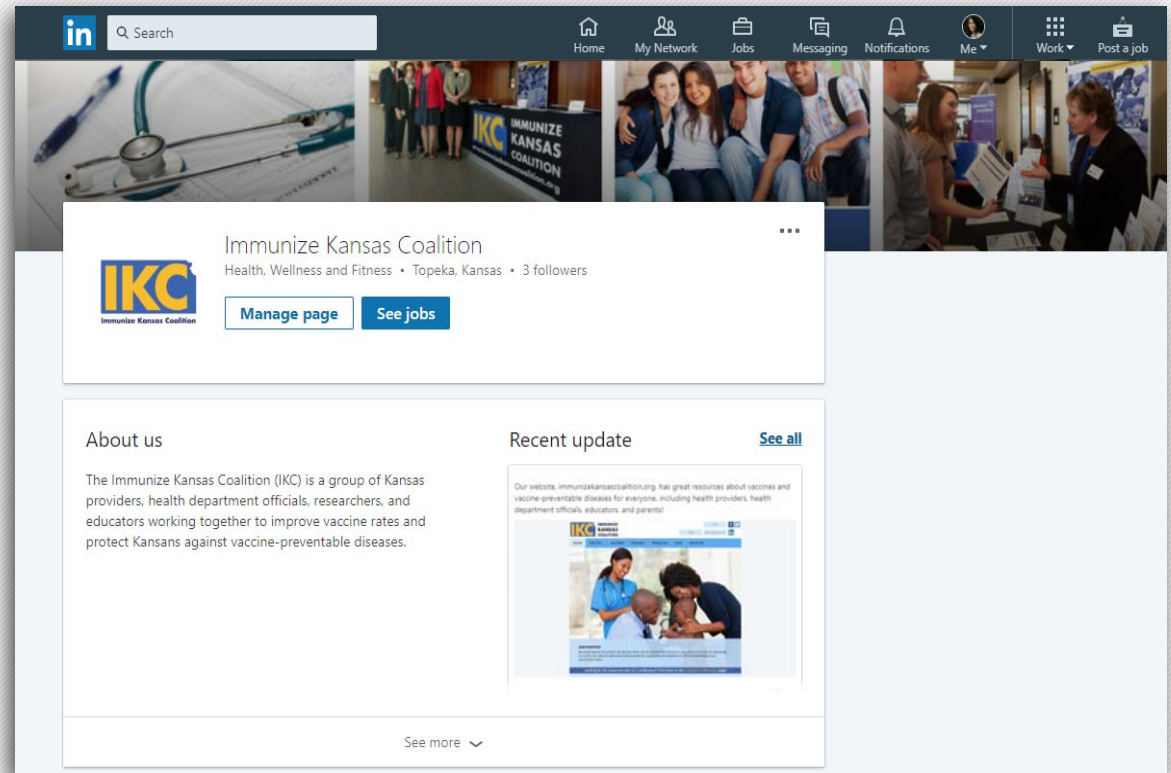 in
Search
Home
My Network
Jobs
Messaging
Notifications
Me
Work
Post a job
IKC
IMMUNIZE
KANSAS
COALITION
Immunize Kansas Coalition
Health, Wellness and Fitness • Topeka, Kansas • 3 followers
IKC
Immunize Kansas Coalition
Manage page
See jobs
About us
The Immunize Kansas Coalition (IKC) is a group of Kansas
providers, health department officials, researchers, and
educators working together to improve vaccine rates and
protect Kansans against vaccine-preventable diseases.
Recent update
See all
Our website, immunizekansascoalition.org, has great resources about vaccines and
vaccine-preventable diseases for everyone, including health providers, health
department officials, educators, and parents!
IKC
IMMUNIZE
KANSAS
COALITION
See more